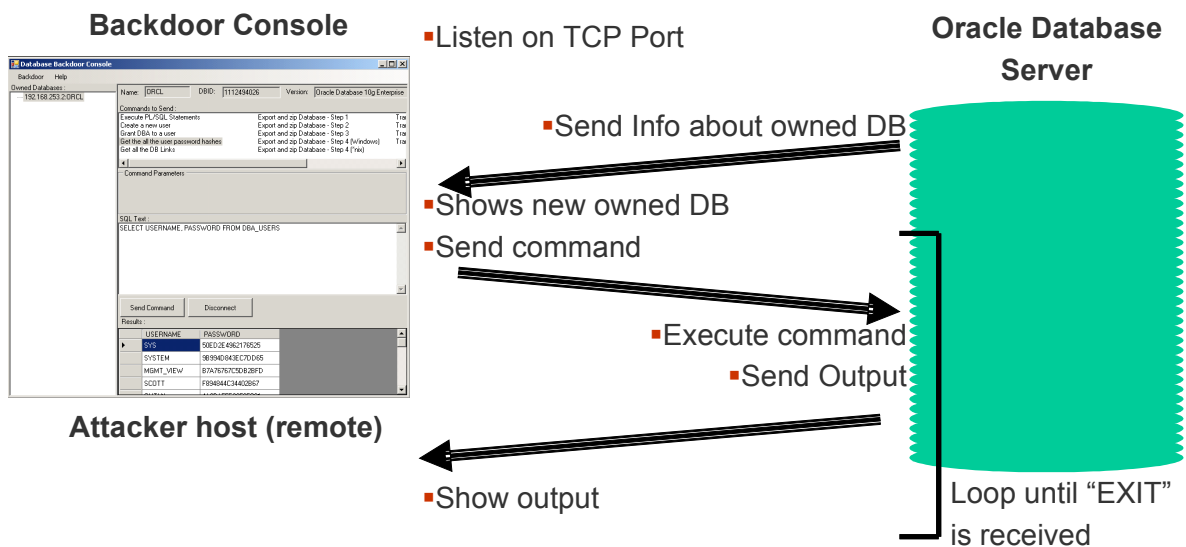 Backdoor Console
Database Backdoor Console
Backdoor Help
Owned Databases :
192.168.253.2:ORCL
Name: ORCL DBID: 1112494026 Version: Oracle Database 10g Enterprise
Commands to Send :
Execute PL/SQL Statements Export and zip Database - Step 1 Tra
Create a new user Export and zip Database - Step 2 Tra
Grant DBA to a user Export and zip Database - Step 3 Tra
Get the all the user password hashes Export and zip Database - Step 4 (Windows)
Get all the DB Links Export and zip Database - Step 4 (*nix)
Command Parameters
SQL Text :
SELECT USERNAME, PASSWORD FROM DBA_USERS
Send Command Disconnect
Results :
USERNAME PASSWORD
SYS 50ED2E4962176525
SYSTEM 9B994D843EC7DD65
MGMT_VIEW B7A76767C5DB2BFD
SCOTT F894844C34402B67
Attacker host (remote)
▪Listen on TCP Port
Oracle Database
Server
▪Send Info about owned DB
▪Shows new owned DB
▪Send command
▪Execute command
▪Send Output
▪Show output
Loop until “EXIT”
is received